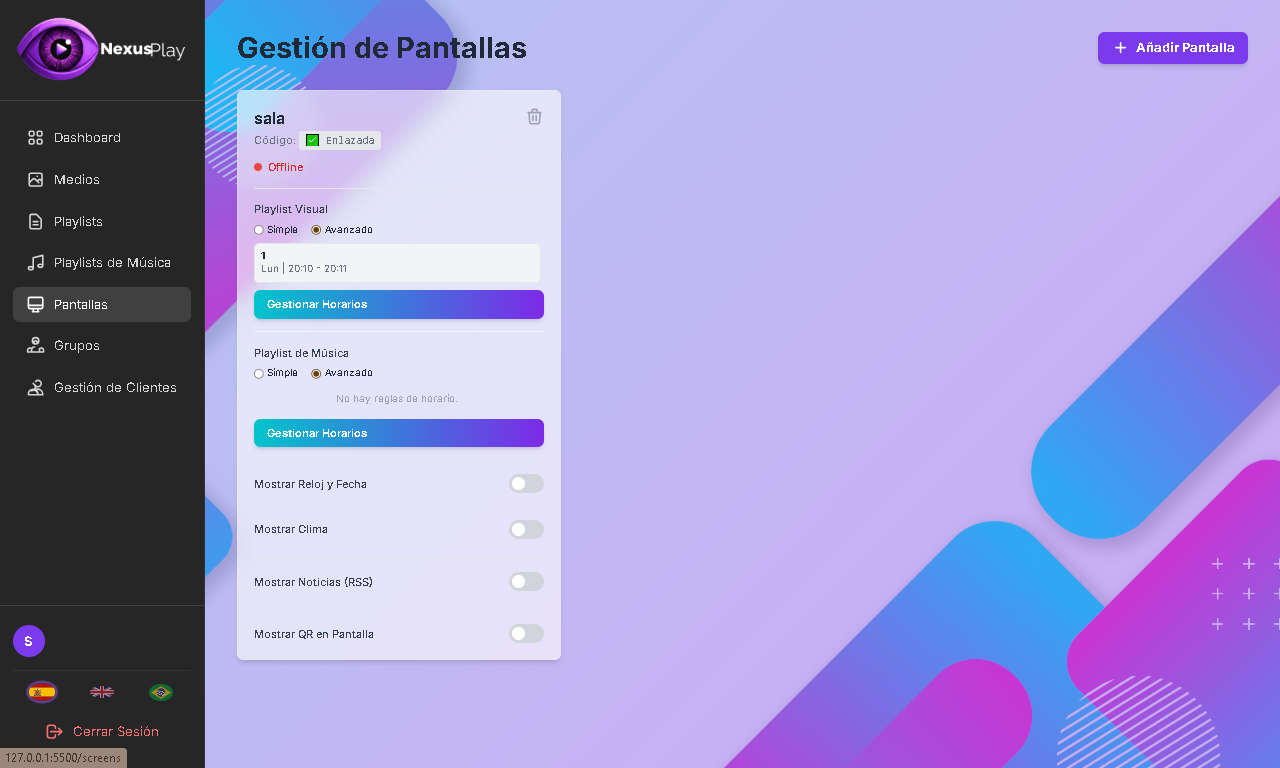 NexusPlay
Dashboard
Medios
Playlists
Playlists de Música
Pantallas
Grupos
Gestión de Clientes
S
Cerrar Sesión
127.0.0.1:5500/screens
Gestión de Pantallas
+ Añadir Pantalla
sala
Código: ✅ Enlazada
Offline
Playlist Visual
Simple Avanzado
1
Lun | 20:10 - 20:11
Gestionar Horarios
Playlist de Música
Simple Avanzado
No hay reglas de horario.
Gestionar Horarios
Mostrar Reloj y Fecha
Mostrar Clima
Mostrar Noticias (RSS)
Mostrar QR en Pantalla